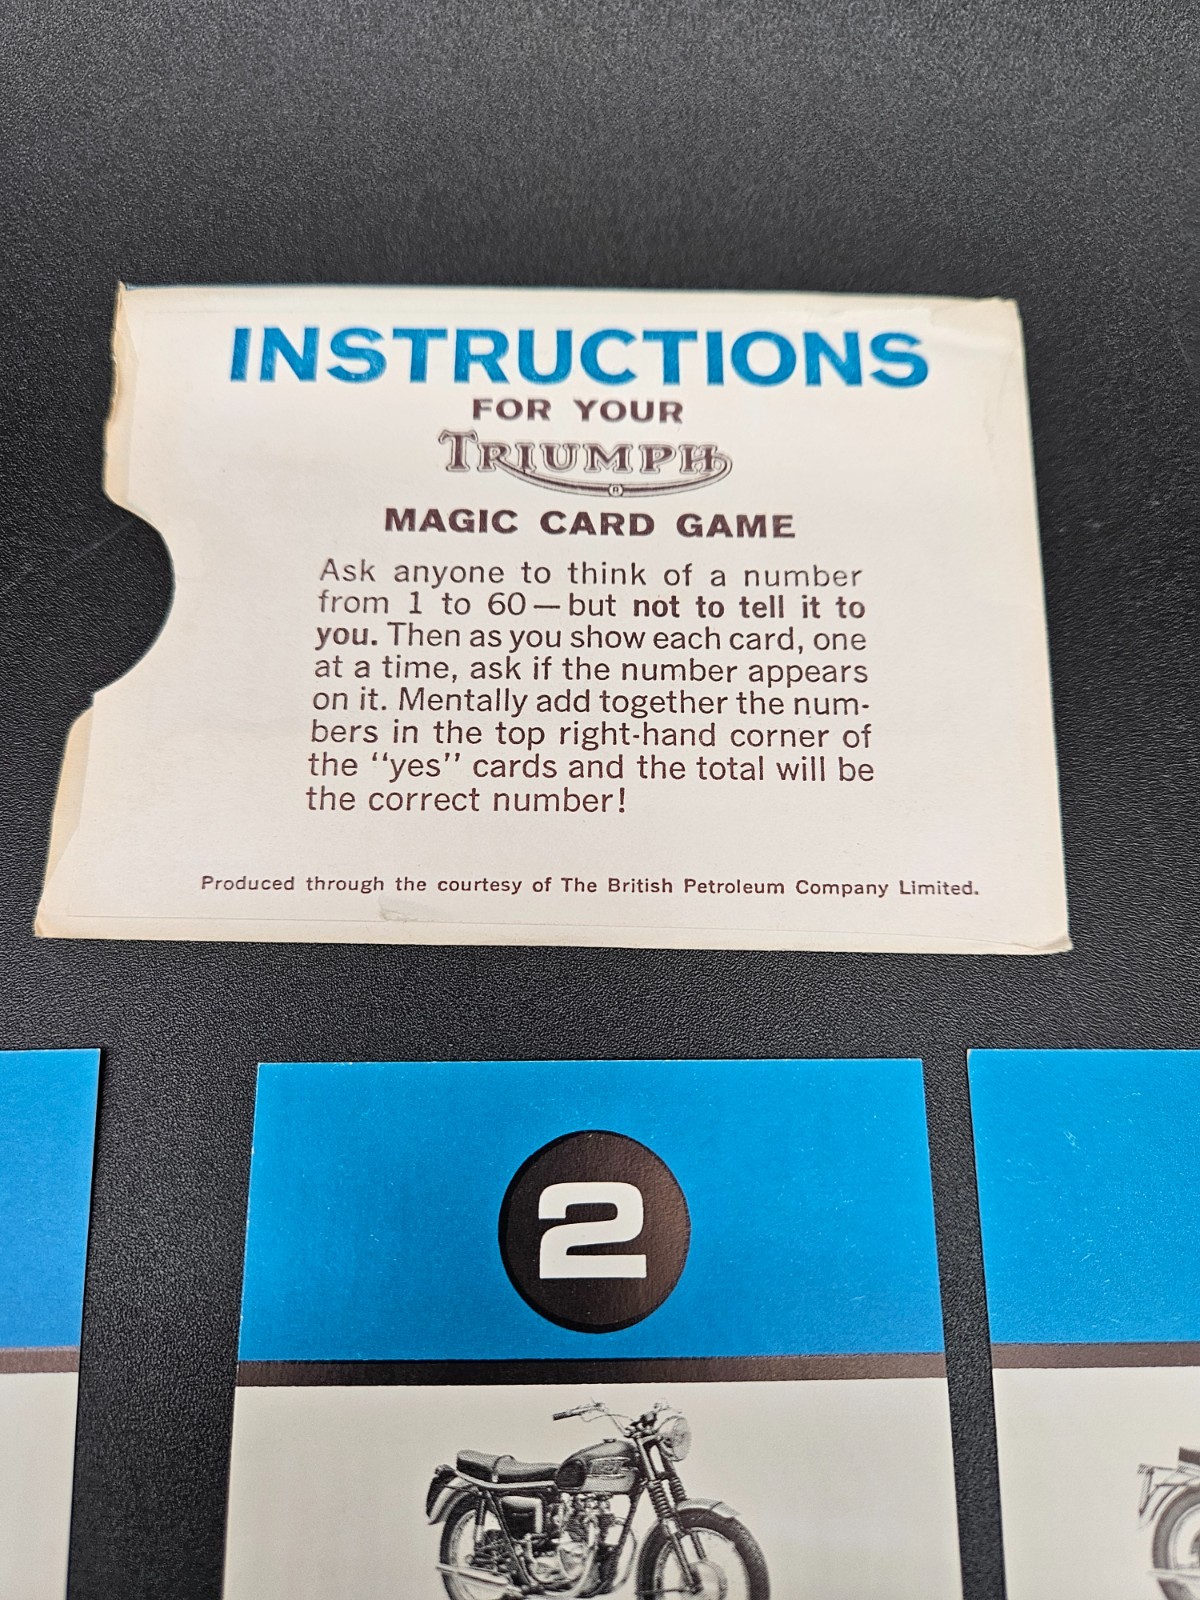 INSTRUCTIONS
FOR YOUR
TRIUMPH
®
MAGIC CARD GAME
Ask anyone to think of a number
from 1 to 60—but not to tell it to
you. Then as you show each card, one
at a time, ask if the number appears
on it. Mentally add together the num-
bers in the top right-hand corner of
the “yes” cards and the total will be
the correct number!
Produced through the courtesy of The British Petroleum Company Limited.
2